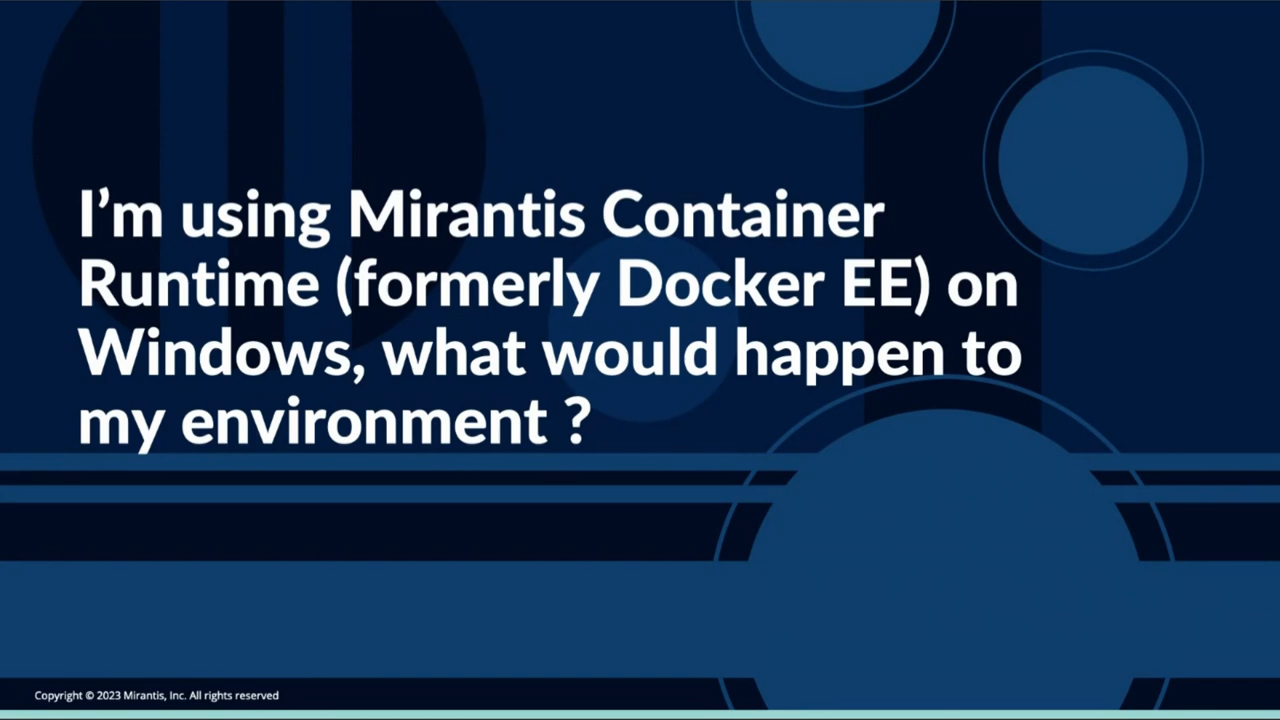 I’m using Mirantis Container
Runtime (formerly Docker EE) on
Windows, what would happen to
my environment ?
Copyright © 2023 Mirantis, Inc. All rights reserved